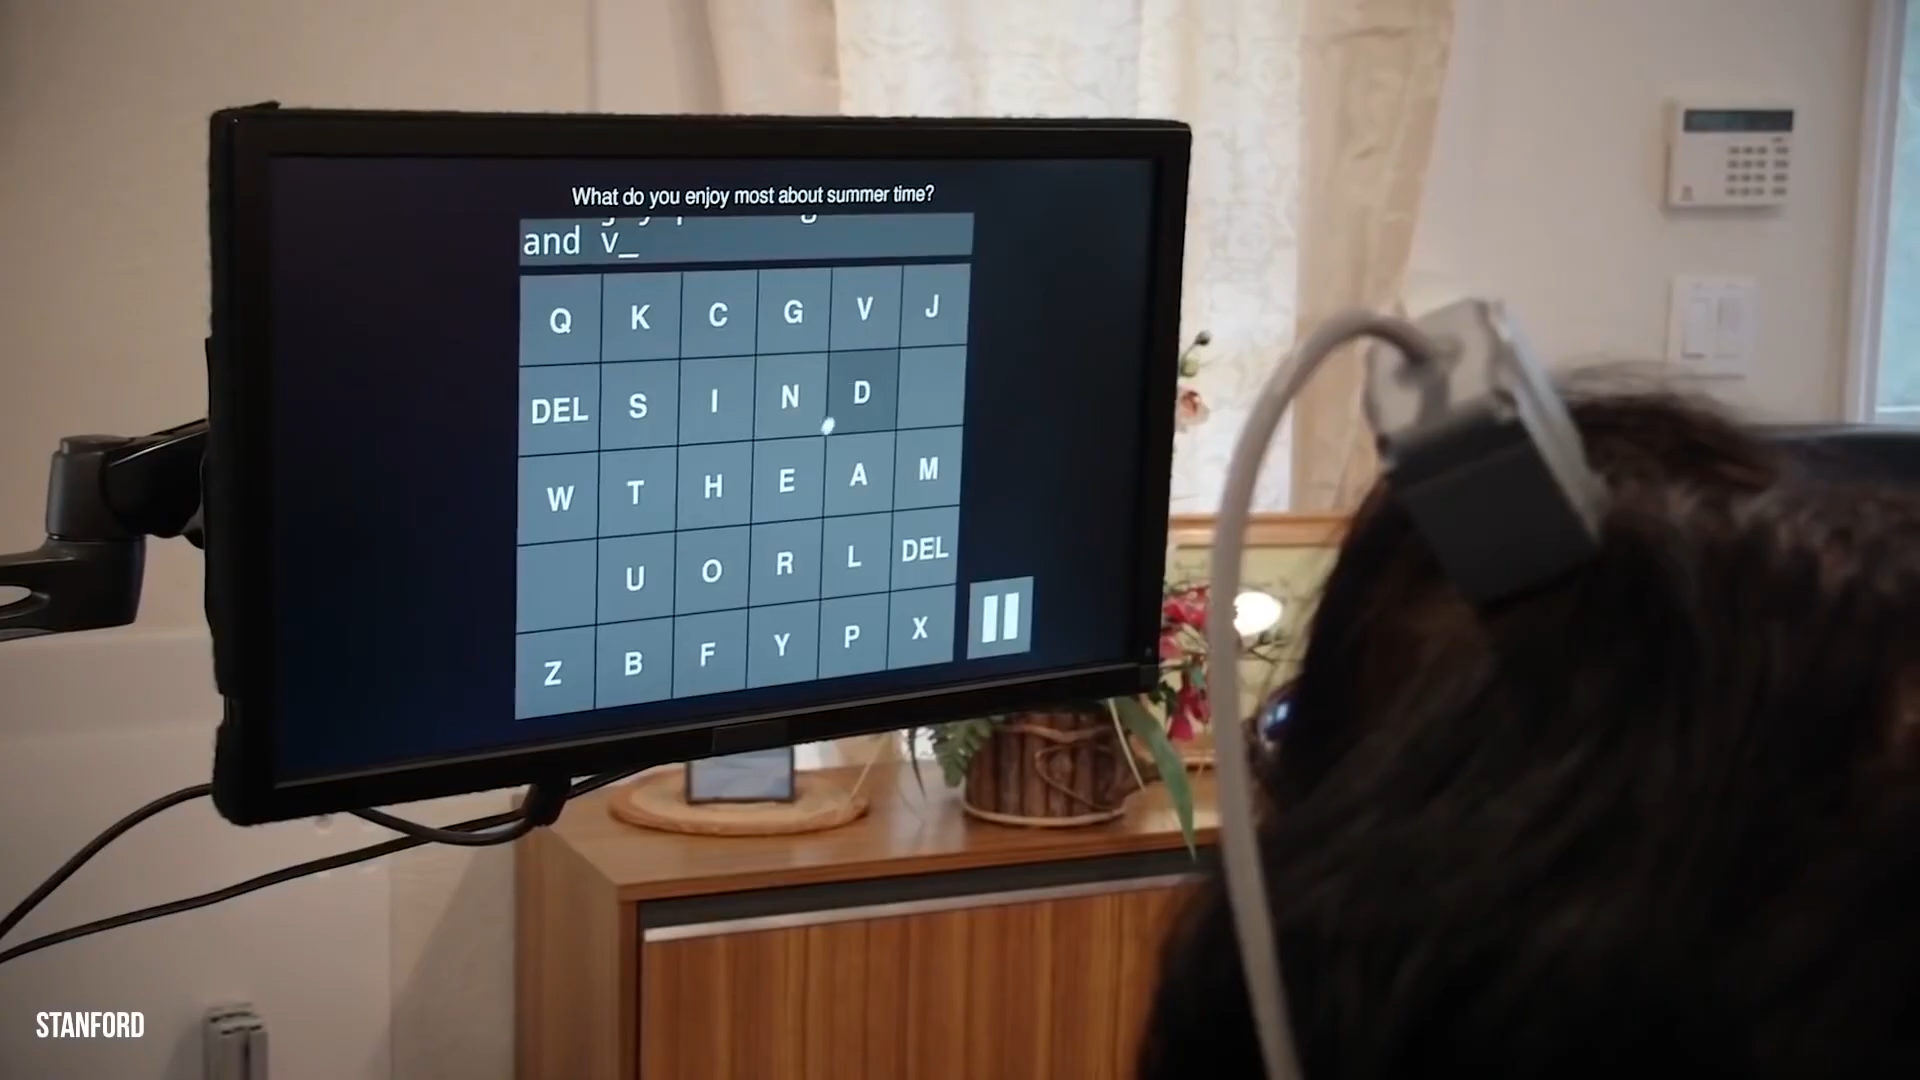 What do you enjoy most about summer time?
and v_
Q K C G V J
DEL S I N D
W T H E A M
U O R L DEL
Z B F Y P X
STANFORD